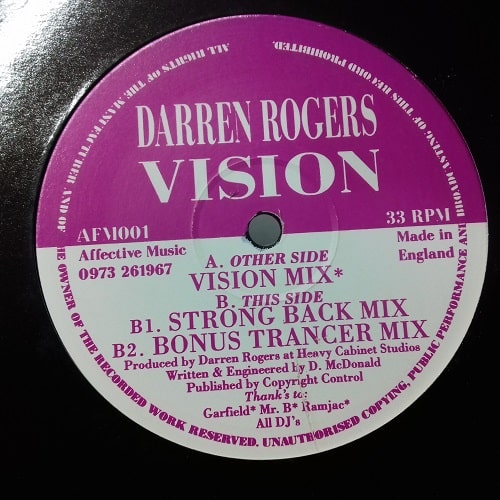 DARREN ROGERS
VISION
AFM001
33 RPM
Affective Music
Made in
0973 261967
England
A. OTHER SIDE
VISION MIX*
B. THIS SIDE
B1. STRONG BACK MIX
B2. BONUS TRANCER MIX
Produced by Darren Rogers at Heavy Cabinet Studios
Written & Engineered by D. McDonald
Published by Copyright Control
Thank's to:
Garfield* Mr. B* Ramjac*
All DJ's
ALL RIGHTS OF THE MANUFACTURER AND OF THE OWNER OF THE RECORDED WORK RESERVED. UNAUTHORISED COPYING, PUBLIC PERFORMANCE AND BROADCASTING OF THIS RECORD PROHIBITED.